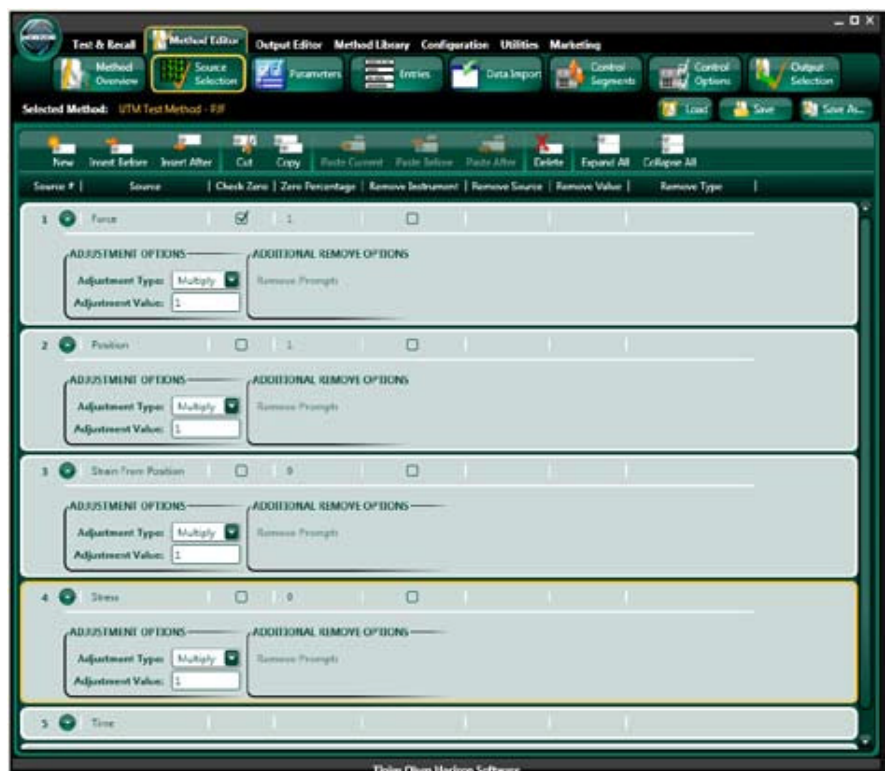 HORIZON
Test & Recall Method Editor Output Editor Method Library Configuration Utilities Marketing
Method Overview Source Selection Parameters Entries Data Import Control Segments Control Options Output Selection
Selected Method: UTM Test Method - PJF Load Save Save As...
New Insert Before Insert After Cut Copy Paste Current Paste Before Paste After Delete Expand All Collapse All
Source # | Source | Check Zero | Zero Percentage | Remove Instrument | Remove Source | Remove Value | Remove Type |
1 Force 1
ADJUSTMENT OPTIONS ADDITIONAL REMOVE OPTIONS
Adjustment Type: Multiply Remove Prompt:
Adjustment Value: 1
2 Position 1
ADJUSTMENT OPTIONS ADDITIONAL REMOVE OPTIONS
Adjustment Type: Multiply Remove Prompt:
Adjustment Value: 1
3 Strain From Position 0
ADJUSTMENT OPTIONS ADDITIONAL REMOVE OPTIONS
Adjustment Type: Multiply Remove Prompt:
Adjustment Value: 1
4 Stress 0
ADJUSTMENT OPTIONS ADDITIONAL REMOVE OPTIONS
Adjustment Type: Multiply Remove Prompt:
Adjustment Value: 1
5 Time
Tinius Olsen Horizon Software